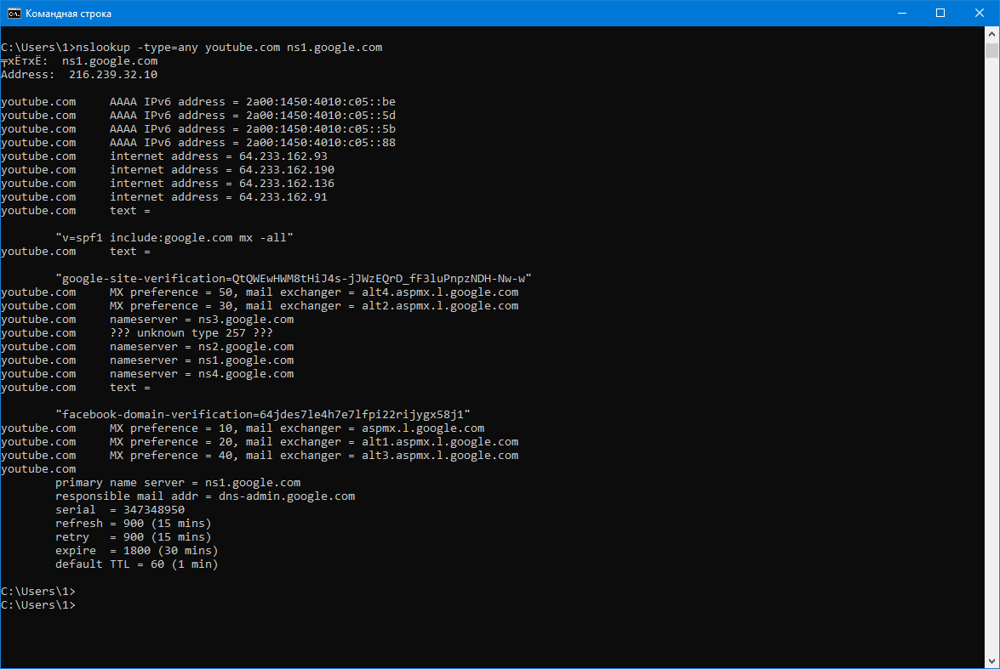 Командная строка
C:\Users\1>nslookup -type=any youtube.com ns1.google.com
╤хЁтхЁ:  ns1.google.com
Address:  216.239.32.10
youtube.com     AAAA IPv6 address = 2a00:1450:4010:c05::be
youtube.com     AAAA IPv6 address = 2a00:1450:4010:c05::5d
youtube.com     AAAA IPv6 address = 2a00:1450:4010:c05::5b
youtube.com     AAAA IPv6 address = 2a00:1450:4010:c05::88
youtube.com     internet address = 64.233.162.93
youtube.com     internet address = 64.233.162.190
youtube.com     internet address = 64.233.162.136
youtube.com     internet address = 64.233.162.91
youtube.com     text =
"v=spf1 include:google.com mx -all"
youtube.com     text =
"google-site-verification=QtQWEwHWM8tHiJ4s-jJWzEQrD_fF3luPnpzNDH-Nw-w"
youtube.com     MX preference = 50, mail exchanger = alt4.aspmx.l.google.com
youtube.com     MX preference = 30, mail exchanger = alt2.aspmx.l.google.com
youtube.com     nameserver = ns3.google.com
youtube.com     ??? unknown type 257 ???
youtube.com     nameserver = ns2.google.com
youtube.com     nameserver = ns1.google.com
youtube.com     nameserver = ns4.google.com
youtube.com     text =
"facebook-domain-verification=64jdes7le4h7e7lfpi22rijygx58j1"
youtube.com     MX preference = 10, mail exchanger = aspmx.l.google.com
youtube.com     MX preference = 20, mail exchanger = alt1.aspmx.l.google.com
youtube.com     MX preference = 40, mail exchanger = alt3.aspmx.l.google.com
youtube.com
primary name server = ns1.google.com
responsible mail addr = dns-admin.google.com
serial  = 347348950
refresh = 900 (15 mins)
retry   = 900 (15 mins)
expire  = 1800 (30 mins)
default TTL = 60 (1 min)
C:\Users\1>
C:\Users\1>